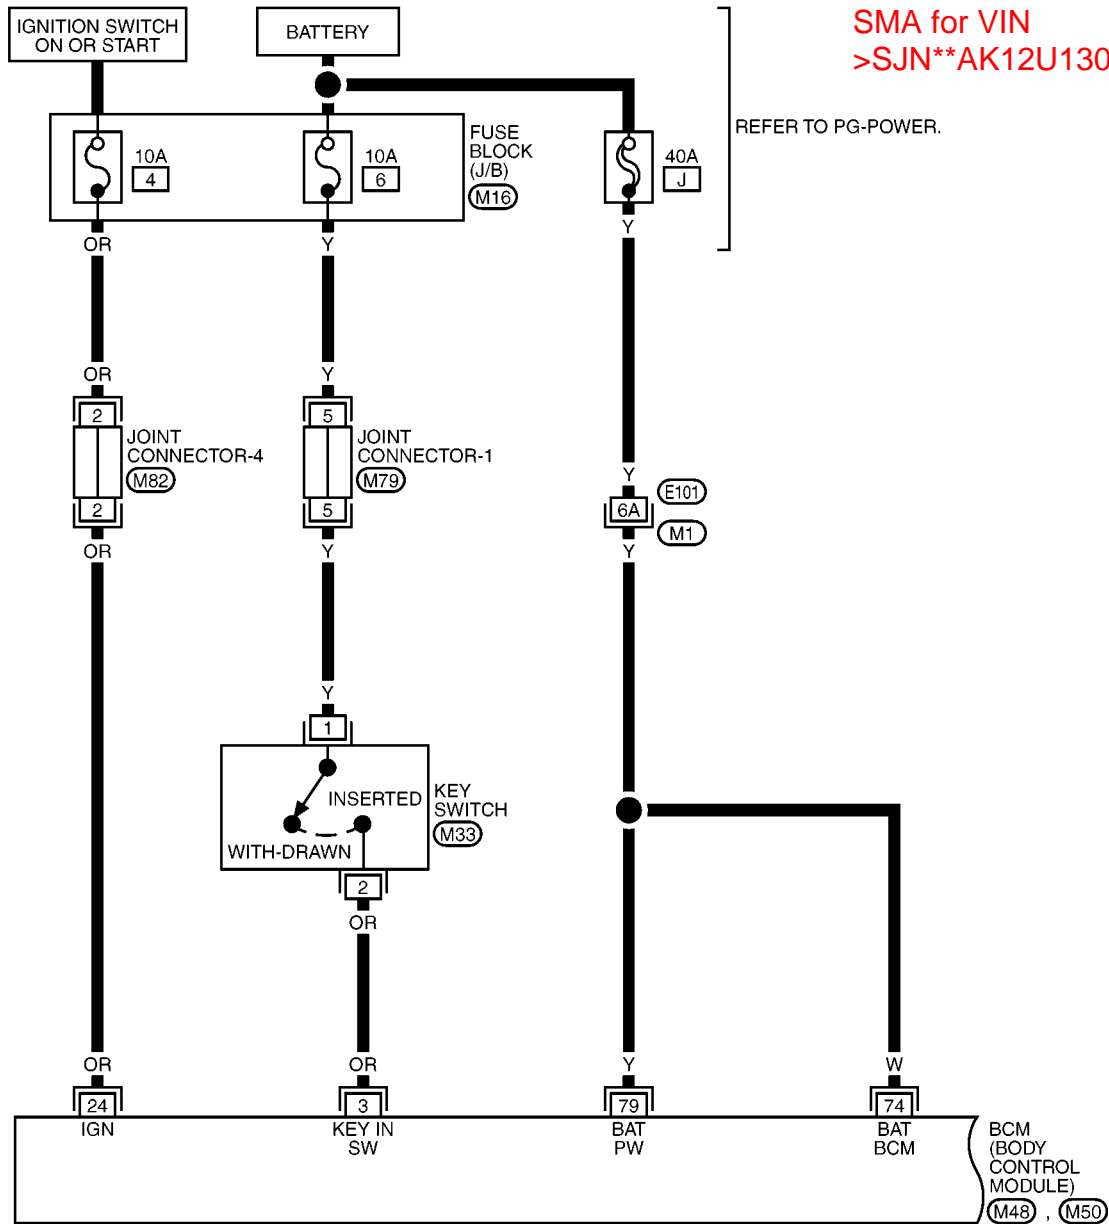 IGNITION SWITCH
ON OR START
BATTERY
SMA for VIN
>SJN**AK12U130
REFER TO PG-POWER.
10A
4
10A
6
FUSE
BLOCK
(J/B)
M16
40A
J
OR
Y
Y
OR
Y
2
JOINT
CONNECTOR-4
M82
2
5
JOINT
CONNECTOR-1
M79
5
Y
6A
E101
M1
OR
Y
Y
Y
1
INSERTED
WITH-DRAWN
KEY
SWITCH
M33
2
OR
OR
OR
Y
W
24
3
79
74
IGN
KEY IN
SW
BAT
PW
BAT
BCM
BCM
(BODY
CONTROL
MODULE)
M48 , M50